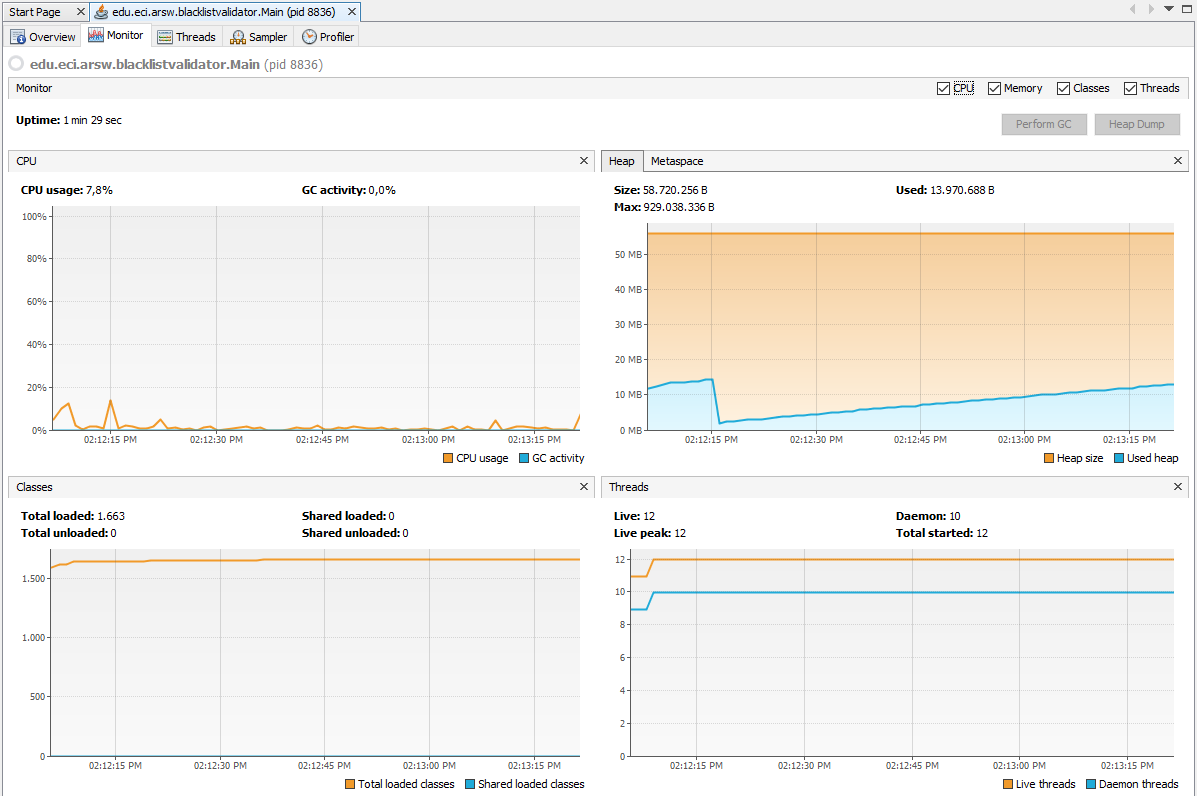 Start Page
edu.eci.arsw.blacklistvalidator.Main (pid 8836)
Overview Monitor Threads Sampler Profiler
edu.eci.arsw.blacklistvalidator.Main (pid 8836)
Monitor CPU Memory Classes Threads
Uptime: 1 min 29 sec
Perform GC Heap Dump
CPU
CPU usage: 7,8% GC activity: 0,0%
100%
80%
60%
40%
20%
0%
02:12:15 PM 02:12:30 PM 02:12:45 PM 02:13:00 PM 02:13:15 PM
CPU usage GC activity
Heap Metaspace
Size: 58.720.256 B Used: 13.970.688 B
Max: 929.038.336 B
50 MB
40 MB
30 MB
20 MB
10 MB
0 MB
02:12:15 PM 02:12:30 PM 02:12:45 PM 02:13:00 PM 02:13:15 PM
Heap size Used heap
Classes
Total loaded: 1.663 Shared loaded: 0
Total unloaded: 0 Shared unloaded: 0
1.500
1.000
500
0
02:12:15 PM 02:12:30 PM 02:12:45 PM 02:13:00 PM 02:13:15 PM
Total loaded classes Shared loaded classes
Threads
Live: 12 Daemon: 10
Live peak: 12 Total started: 12
12
10
8
6
4
2
0
02:12:15 PM 02:12:30 PM 02:12:45 PM 02:13:00 PM 02:13:15 PM
Live threads Daemon threads